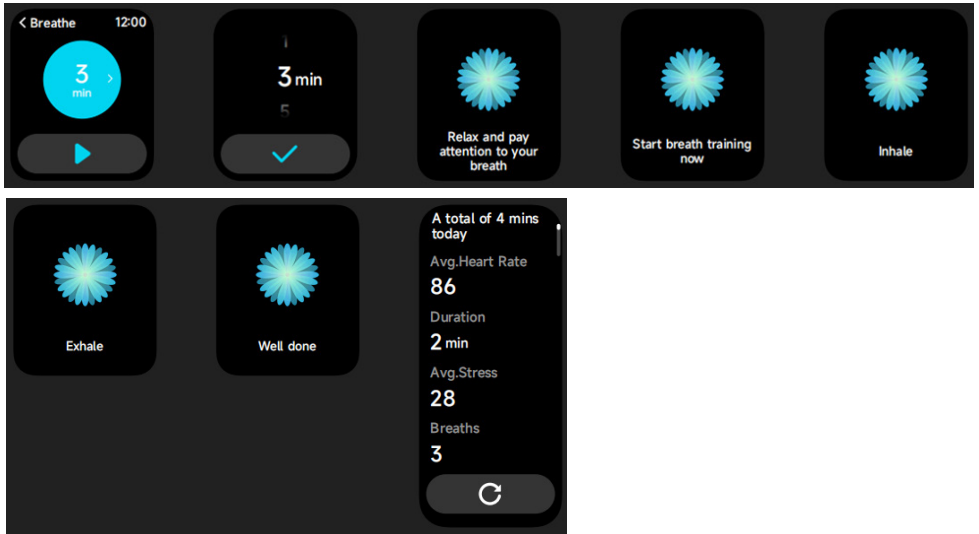 Breathe 12:00
3
min
1
3 min
5
Relax and pay
attention to your
breath
Start breath training
now
Inhale
Exhale
Well done
A total of 4 mins
today
Avg.Heart Rate
86
Duration
2 min
Avg.Stress
28
Breaths
3